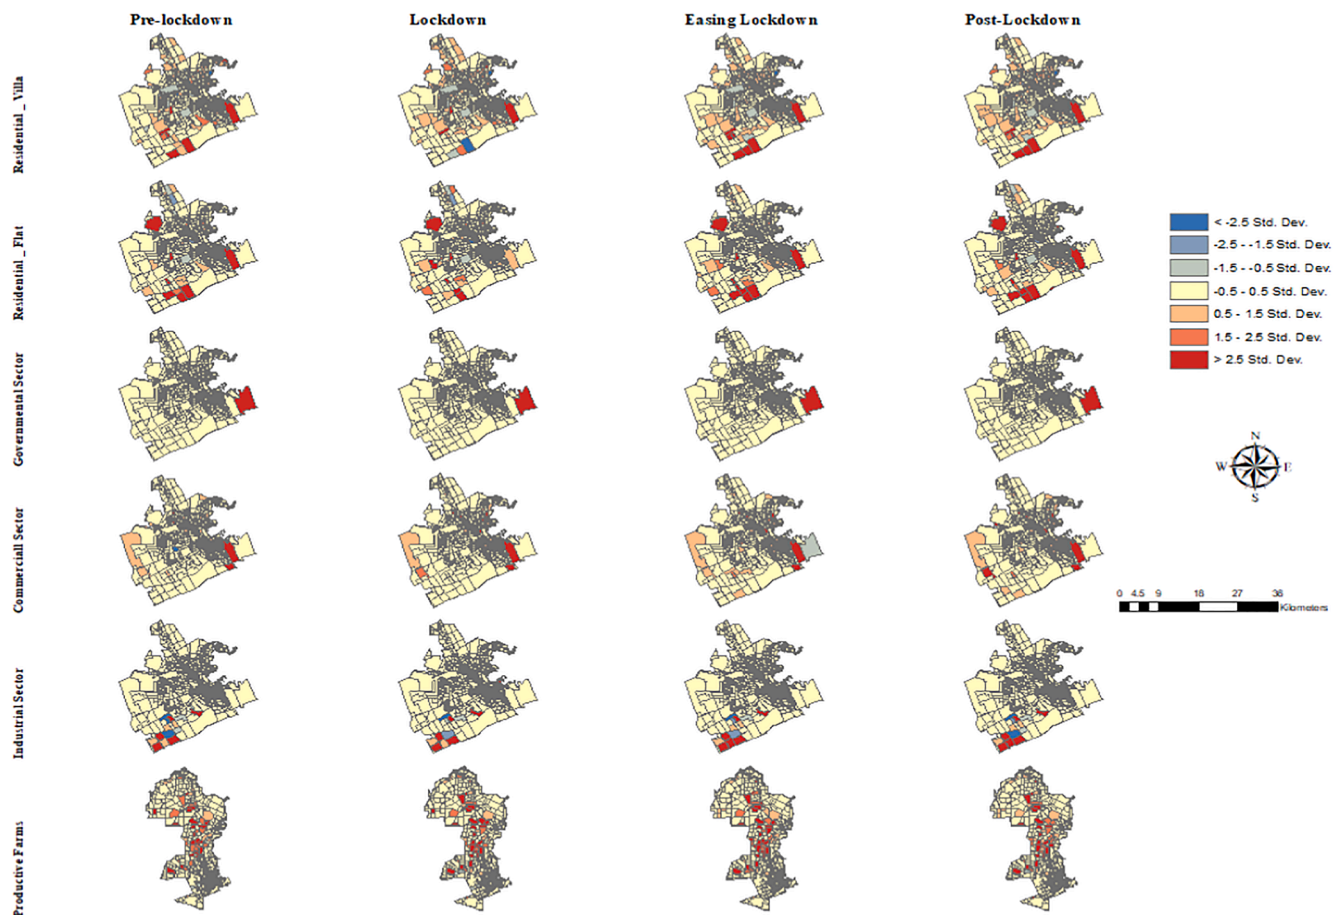 Pre-lockdown
Lockdown
Easing Lockdown
Post-Lockdown
Residential _ Villa
Residential _ Flat
Governmental Sector
Commerciall Sector
Industrial Sector
Productive Farms
< -2.5 Std. Dev.
-2.5 - -1.5 Std. Dev.
-1.5 - -0.5 Std. Dev.
-0.5 - 0.5 Std. Dev.
0.5 - 1.5 Std. Dev.
1.5 - 2.5 Std. Dev.
> 2.5 Std. Dev.
N
W E
S
0 4.5 9 18 27 36
Kilometers